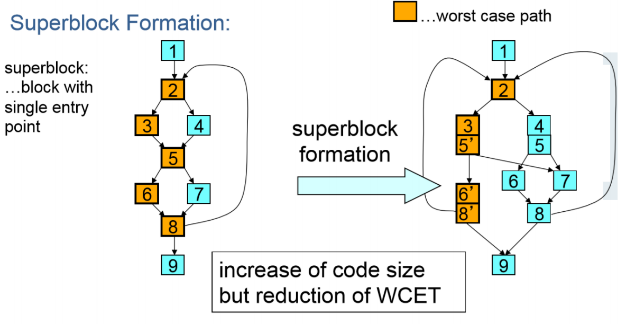 Superblock Formation:
...worst case path
superblock:
...block with
single entry
point
1
2
3
4
5
6
7
8
9
superblock
formation
1
2
3
4
5'
5
6
7
6'
8'
8
9
increase of code size
but reduction of WCET